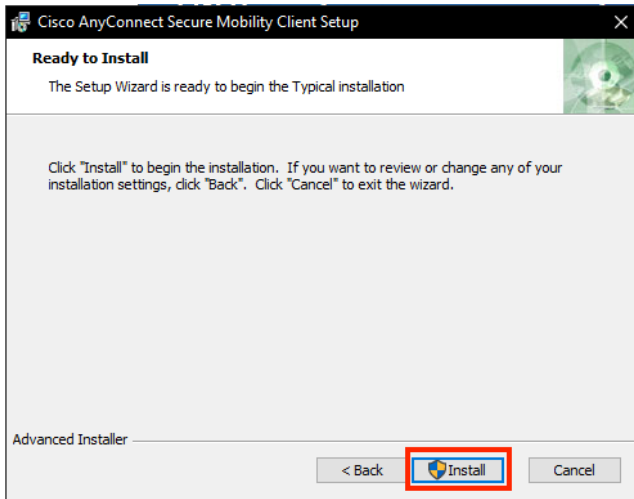 Cisco AnyConnect Secure Mobility Client Setup
Ready to Install
The Setup Wizard is ready to begin the Typical installation
Click "Install" to begin the installation. If you want to review or change any of your
installation settings, click "Back". Click "Cancel" to exit the wizard.
Advanced Installer
< Back
Install
Cancel